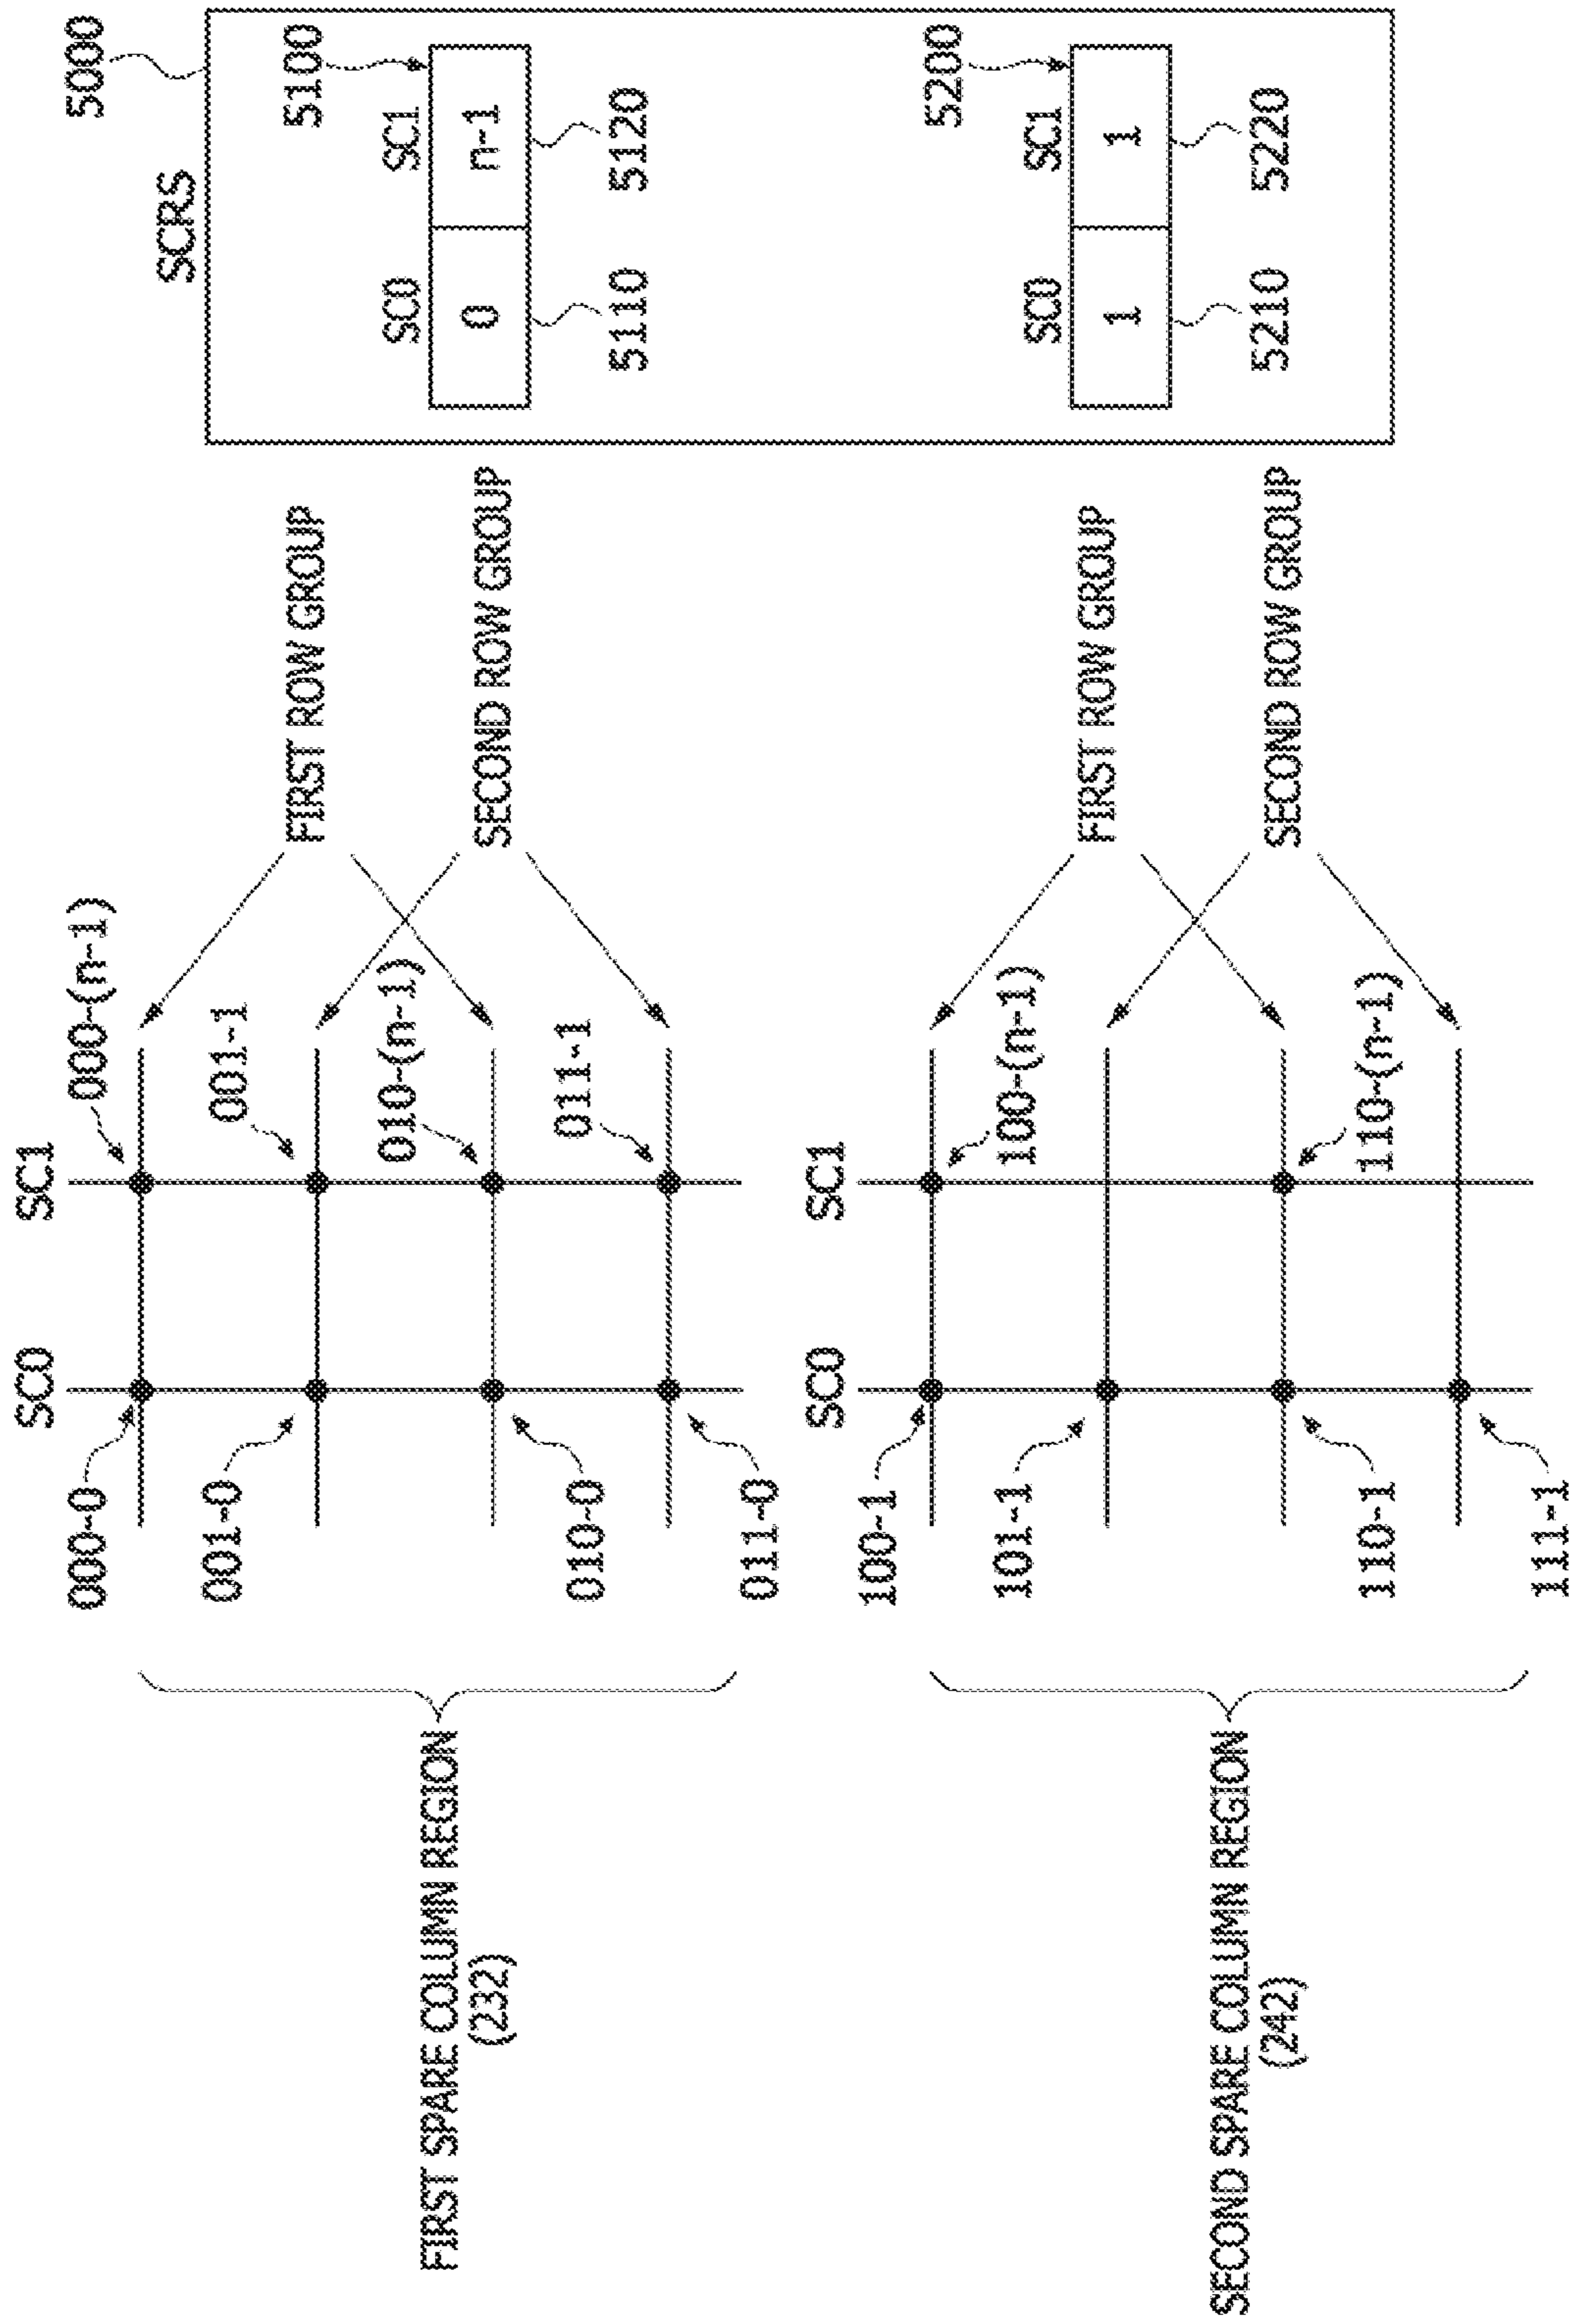 SCRS
5000
5100
SC0
SC1
0
n-1
5110
5120
5200
SC0
SC1
1
1
5210
5220
FIRST SPARE COLUMN REGION
(232)
SC0
SC1
000-0
000-(n-1)
001-0
001-1
010-0
010-(n-1)
011-0
011-1
FIRST ROW GROUP
SECOND ROW GROUP
SECOND SPARE COLUMN REGION
(242)
SC0
SC1
100-1
100-(n-1)
101-1
110-1
110-(n-1)
111-1
FIRST ROW GROUP
SECOND ROW GROUP